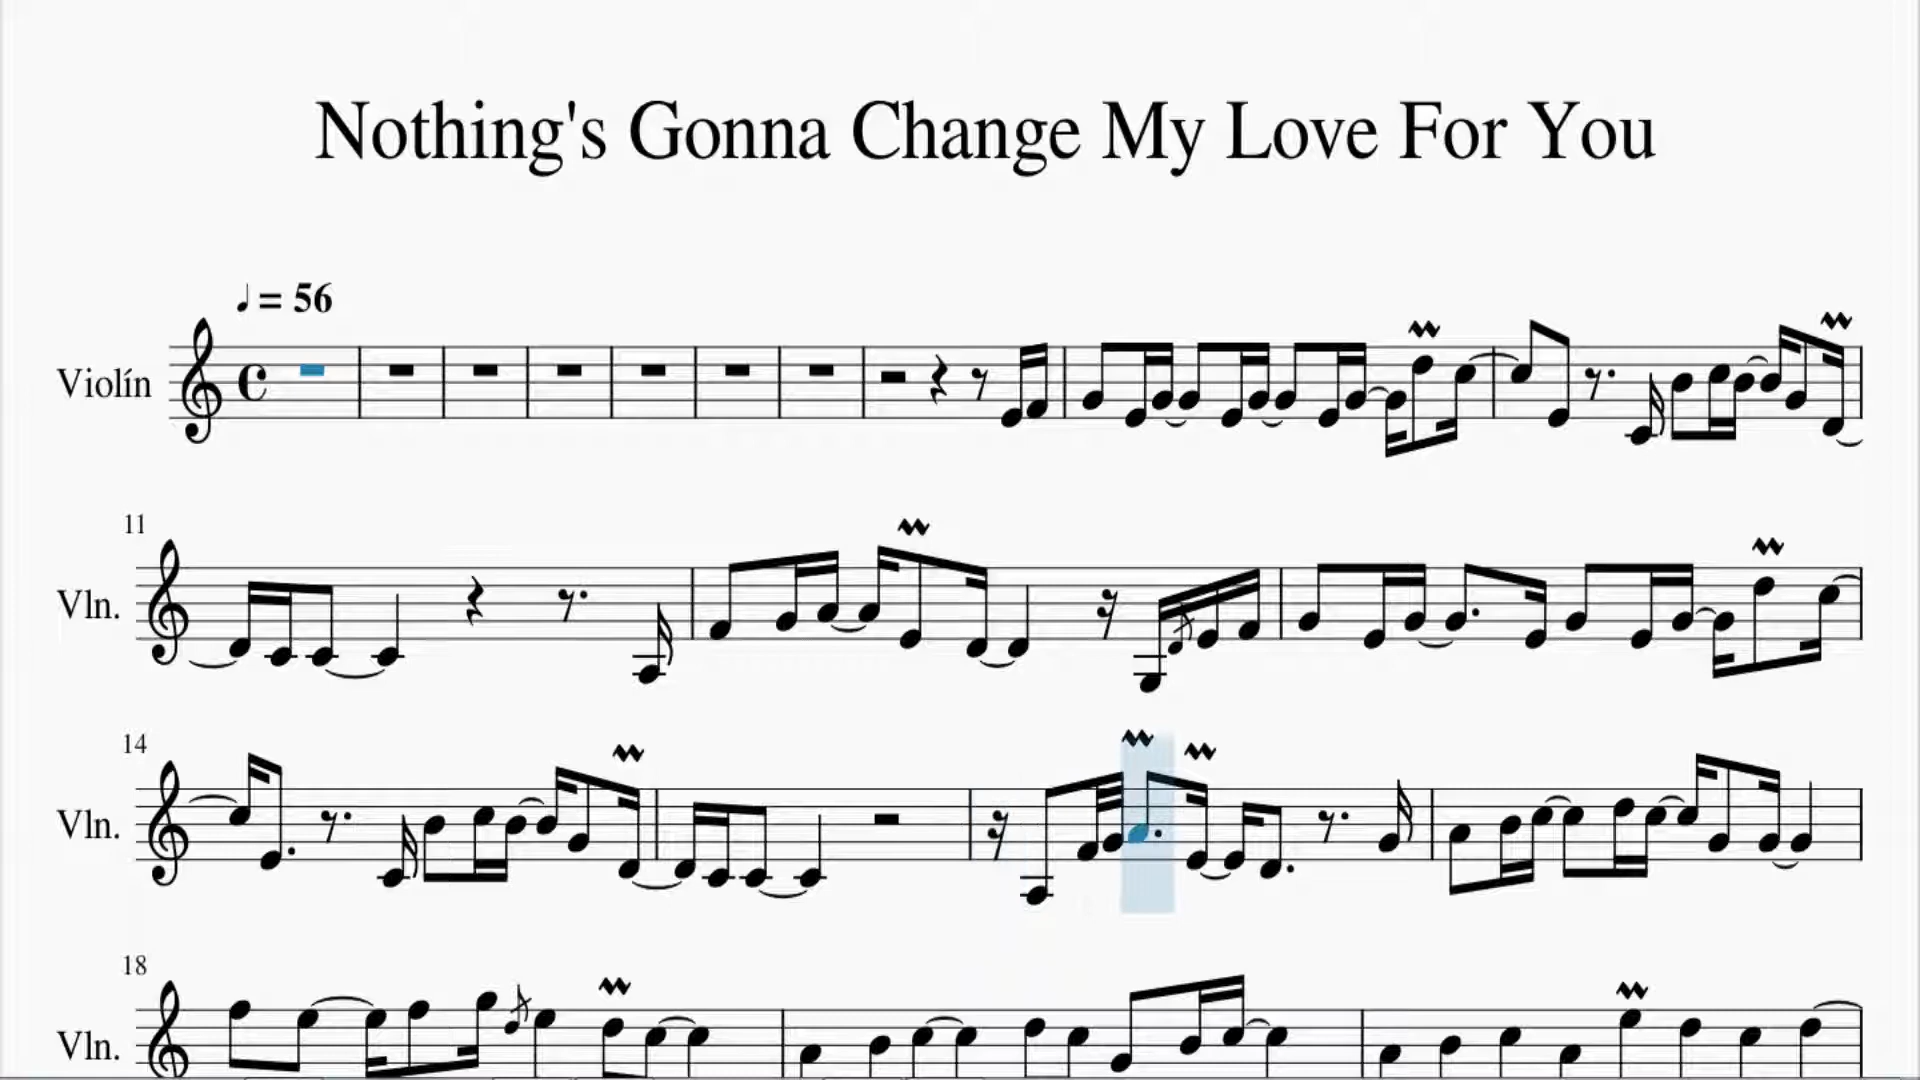 Nothing's Gonna Change My Love For You
♩ = 56
Violín
11
Vln.
14
Vln.
18
Vln.